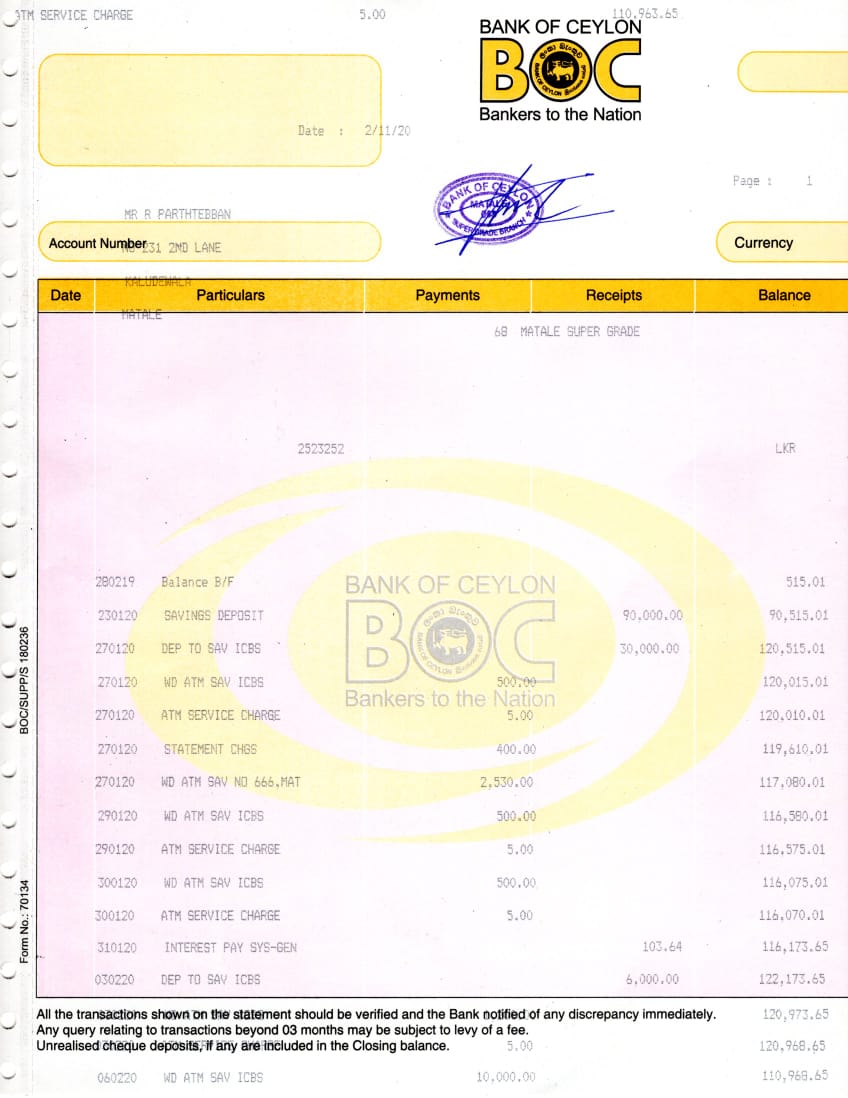 ATM SERVICE CHARGE 5.00 110,963.65
BANK OF CEYLON
BOC
Bankers to the Nation
Date : 2/11/20
Page : 1
BANK OF CEYLON
MATALE
068
SUPER GRADE BRANCH
MR R PARTHTEBBAN
Account Number
NO 231 2ND LANE
Currency
KALUDEWALA
Date Particulars Payments Receipts Balance
MATALE
68 MATALE SUPER GRADE
2523252 LKR
BANK OF CEYLON
BOC
Bankers to the Nation
280219 Balance B/F 515.01
230120 SAVINGS DEPOSIT 90,000.00 90,515.01
270120 DEP TO SAV ICBS 30,000.00 120,515.01
270120 WD ATM SAV ICBS 500.00 120,015.01
270120 ATM SERVICE CHARGE 5.00 120,010.01
270120 STATEMENT CHGS 400.00 119,610.01
270120 WD ATM SAV NO 666,MAT 2,530.00 117,080.01
290120 WD ATM SAV ICBS 500.00 116,580.01
290120 ATM SERVICE CHARGE 5.00 116,575.01
300120 WD ATM SAV ICBS 500.00 116,075.01
300120 ATM SERVICE CHARGE 5.00 116,070.01
310120 INTEREST PAY SYS-GEN 103.64 116,173.65
030220 DEP TO SAV ICBS 6,000.00 122,173.65
All the transactions shown on the statement should be verified and the Bank notified of any discrepancy immediately.
120,973.65
Any query relating to transactions beyond 03 months may be subject to levy of a fee.
Unrealised cheque deposits, if any are included in the Closing balance.
5.00 120,968.65
060220 WD ATM SAV ICBS 10,000.00 110,968.65
BOC/SUPP/S 180236
Form No.: 70134